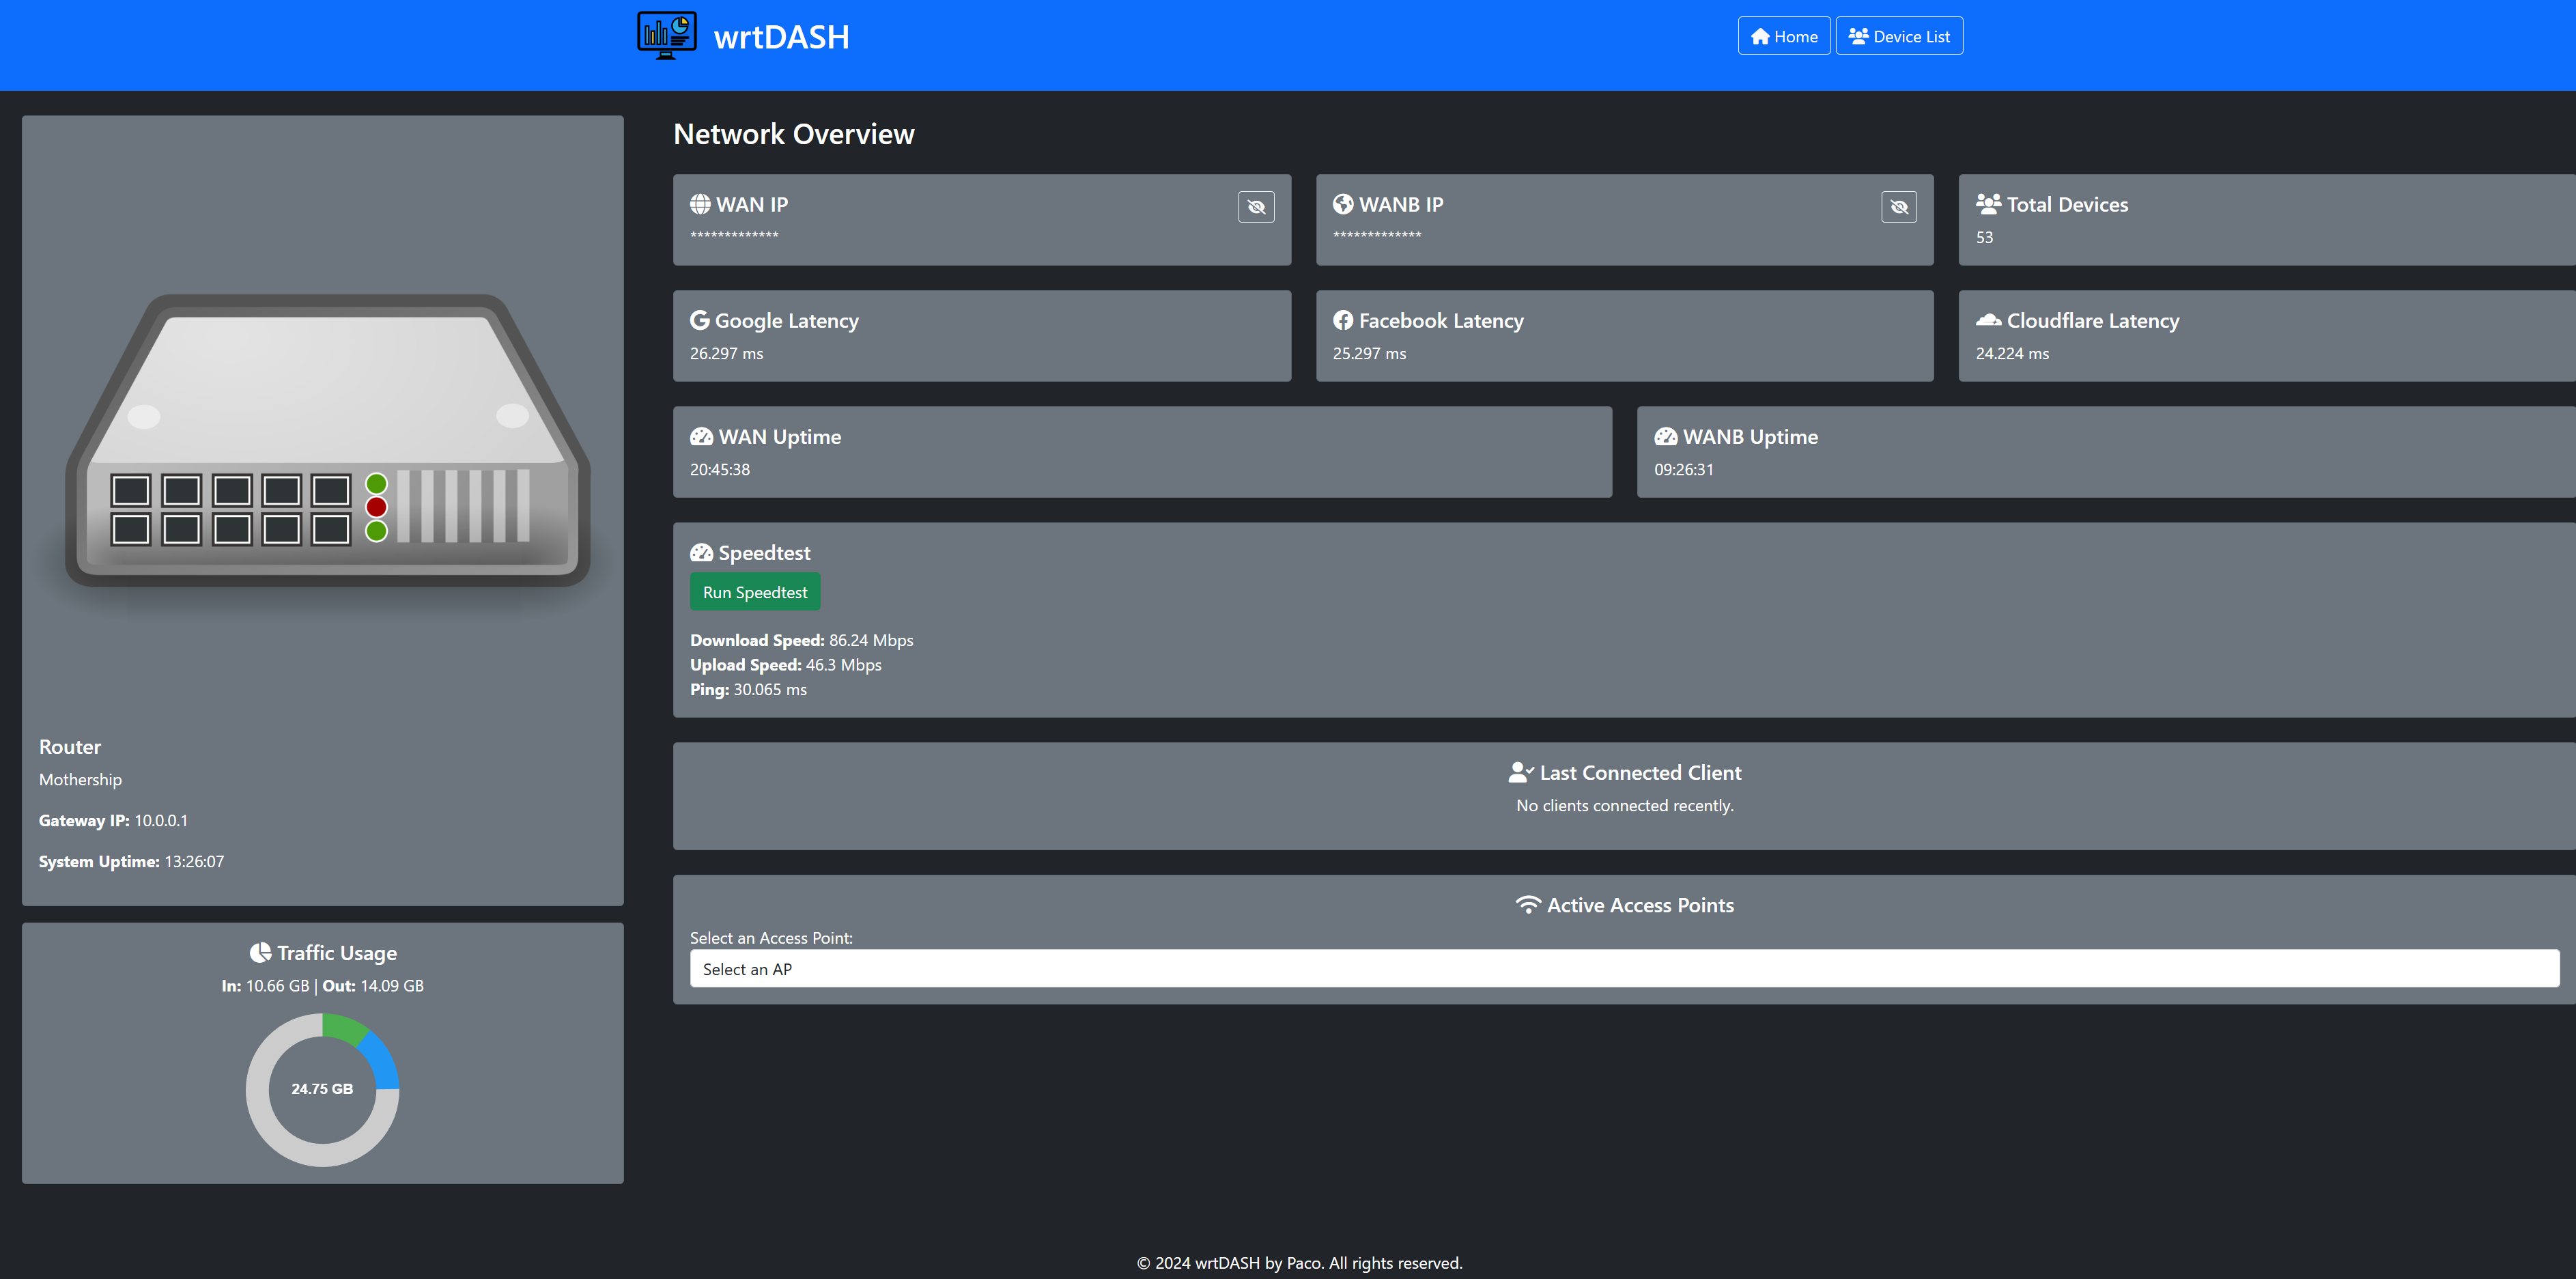 wrtDASH
Home
Device List
Network Overview
WAN IP
*************
WANB IP
*************
Total Devices
53
Google Latency
26.297 ms
Facebook Latency
25.297 ms
Cloudflare Latency
24.224 ms
WAN Uptime
20:45:38
WANB Uptime
09:26:31
Speedtest
Run Speedtest
Download Speed: 86.24 Mbps
Upload Speed: 46.3 Mbps
Ping: 30.065 ms
Last Connected Client
No clients connected recently.
Active Access Points
Select an Access Point:
Select an AP
Router
Mothership
Gateway IP: 10.0.0.1
System Uptime: 13:26:07
Traffic Usage
In: 10.66 GB | Out: 14.09 GB
24.75 GB
© 2024 wrtDASH by Paco. All rights reserved.